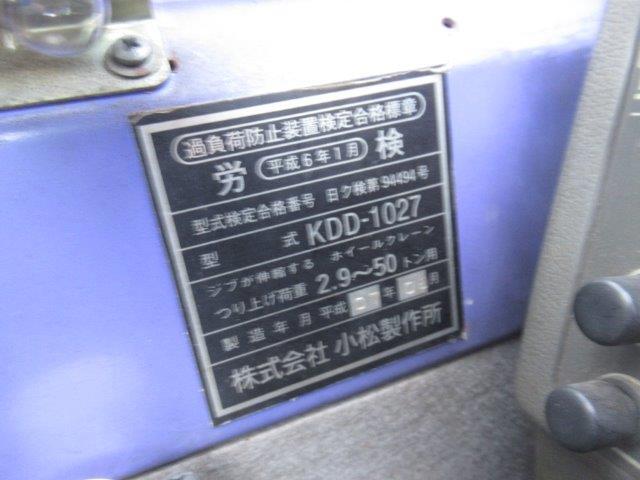 過負荷防止装置検定合格標章
労 平成6年1月 検
型式検定合格番号 日ク検第94494号
型式 KDD-1027
ジブが伸縮する ホイールクレーン
つり上げ荷重 2.9～50トン用
製造年月 平成 年 月
株式会社 小松製作所